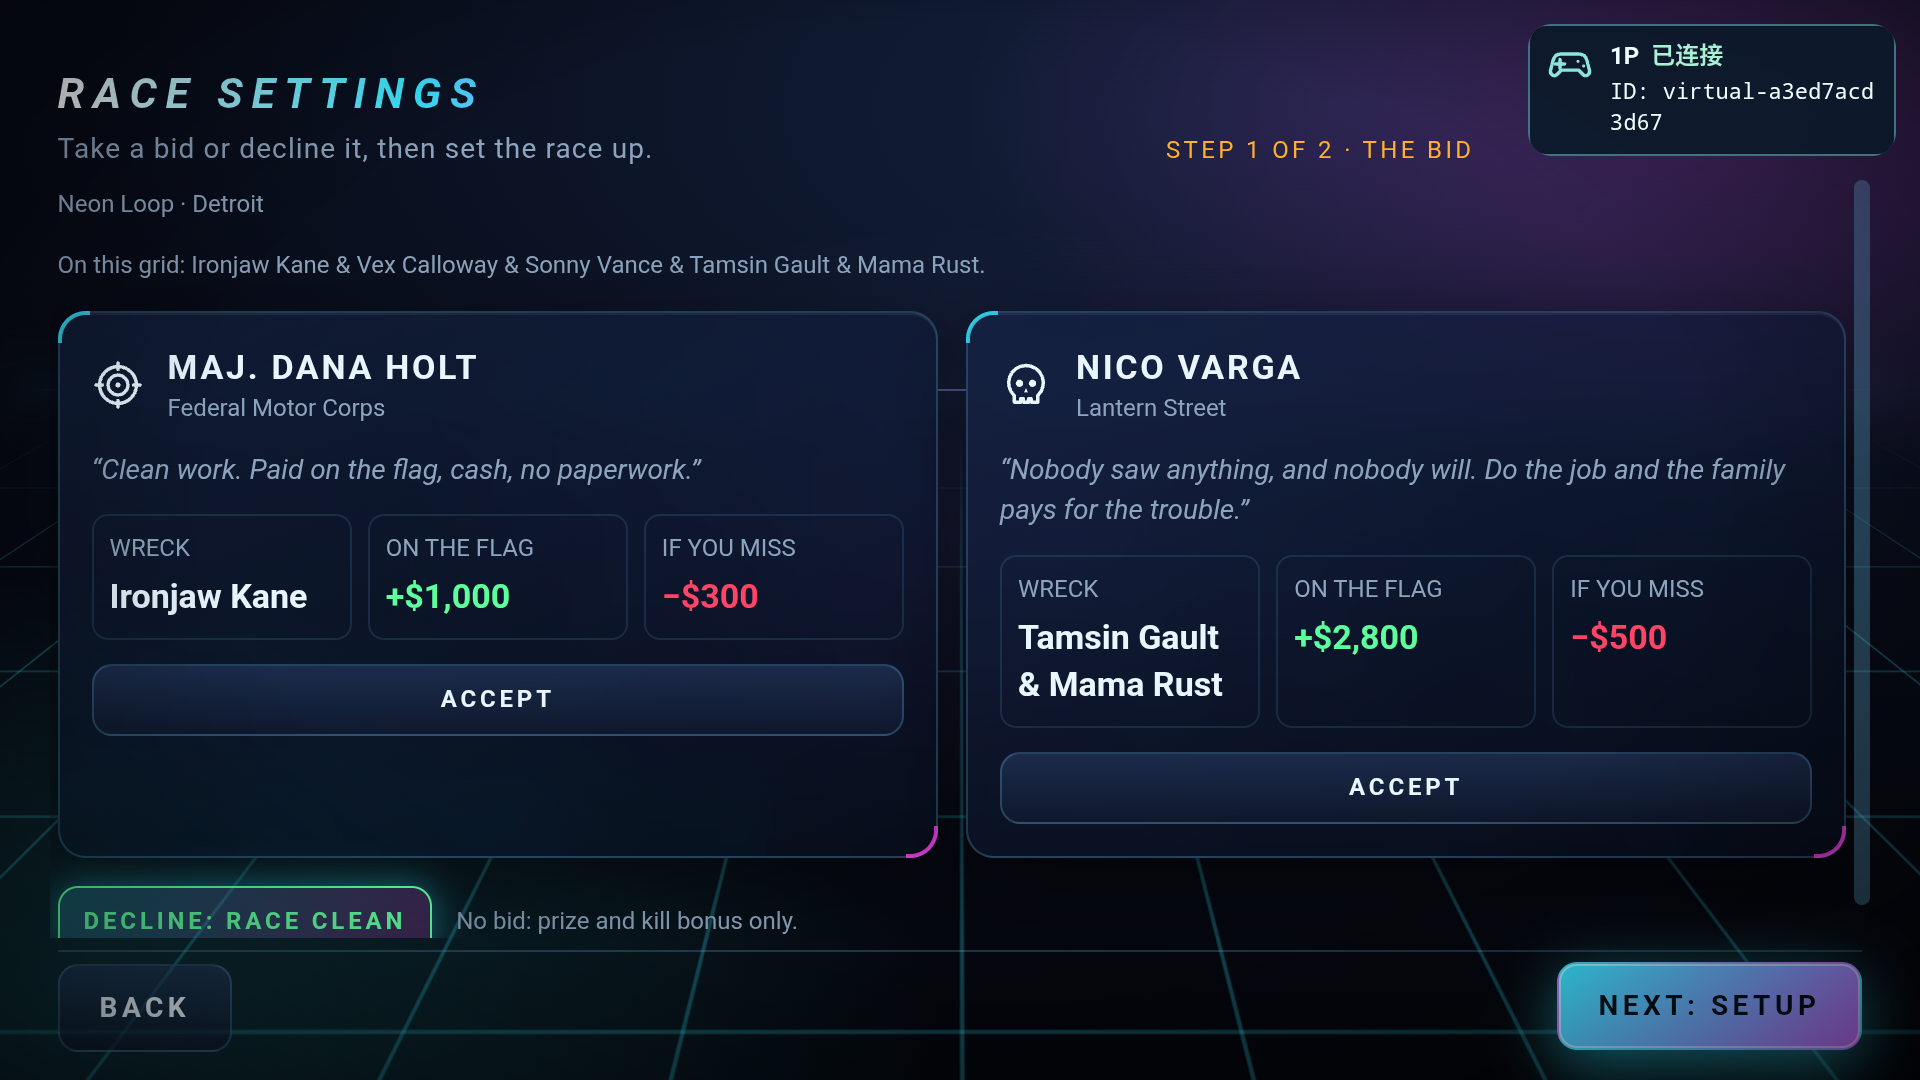 RACE SETTINGS
Take a bid or decline it, then set the race up.
STEP 1 OF 2 · THE BID
1P 已连接
ID: virtual-a3ed7acd
3d67
Neon Loop · Detroit
On this grid: Ironjaw Kane & Vex Calloway & Sonny Vance & Tamsin Gault & Mama Rust.
MAJ. DANA HOLT
Federal Motor Corps
“Clean work. Paid on the flag, cash, no paperwork.”
WRECK
Ironjaw Kane
ON THE FLAG
+$1,000
IF YOU MISS
−$300
ACCEPT
NICO VARGA
Lantern Street
“Nobody saw anything, and nobody will. Do the job and the family
pays for the trouble.”
WRECK
Tamsin Gault
& Mama Rust
ON THE FLAG
+$2,800
IF YOU MISS
−$500
ACCEPT
DECLINE: RACE CLEAN
No bid: prize and kill bonus only.
BACK
NEXT: SETUP